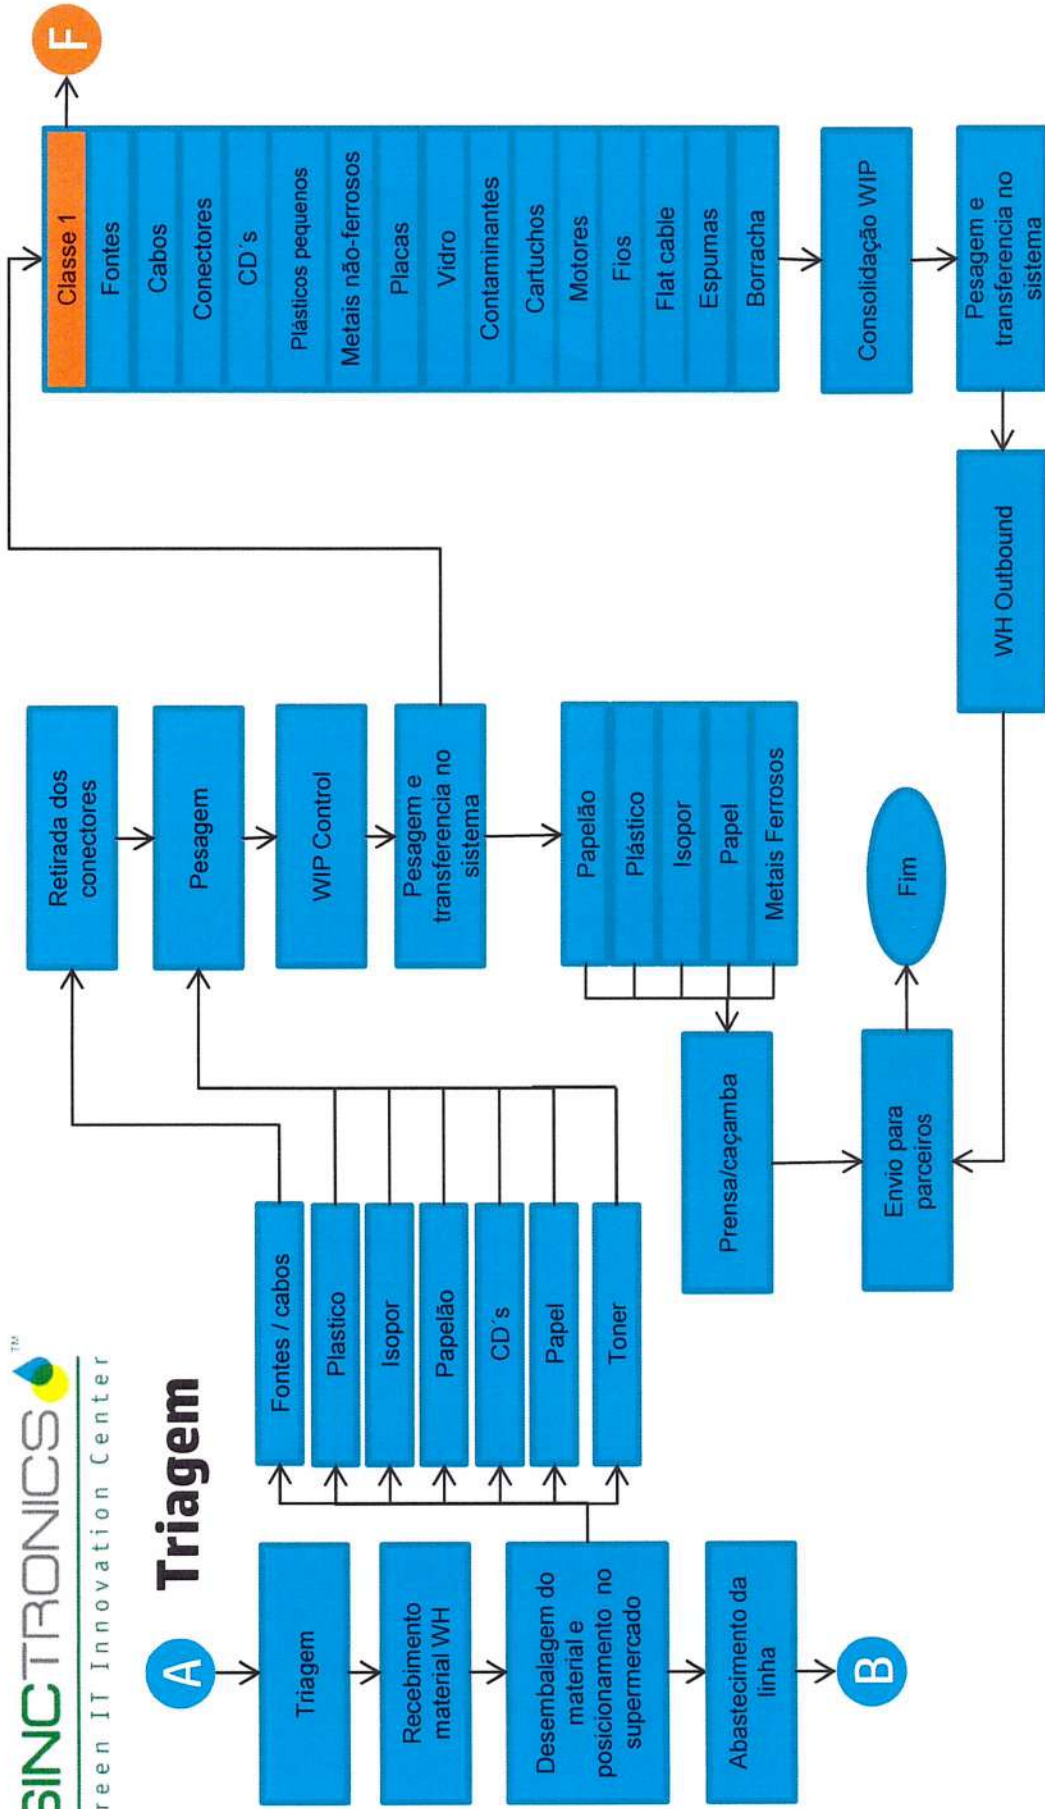 SINCTRONICS™
reen IT Innovation Center
Triagem
A
Triagem
Recebimento
material WH
Desembalagem do
material e
posicionamento no
supermercado
Abastecimento da
linha
B
Fontes / cabos
Plastico
Isopor
Papelão
CD´s
Papel
Toner
Retirada dos
conectores
Pesagem
WIP Control
Pesagem e
transferencia no
sistema
Papelão
Plástico
Isopor
Papel
Metais Ferrosos
Prensa/caçamba
Envio para
parceiros
Fim
Classe 1
Fontes
Cabos
Conectores
CD´s
Plásticos pequenos
Metais não-ferrosos
Placas
Vidro
Contaminantes
Cartuchos
Motores
Fios
Flat cable
Espumas
Borracha
F
Consolidação WIP
Pesagem e
transferencia no
sistema
WH Outbound